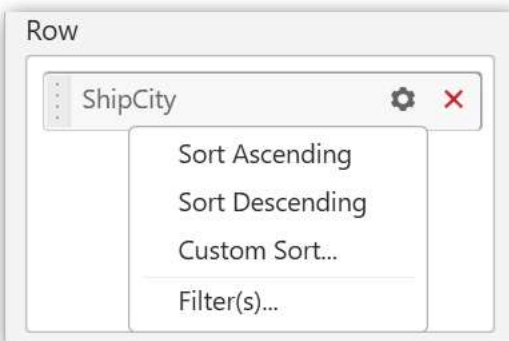 Row
ShipCity
Sort Ascending
Sort Descending
Custom Sort...
Filter(s)...